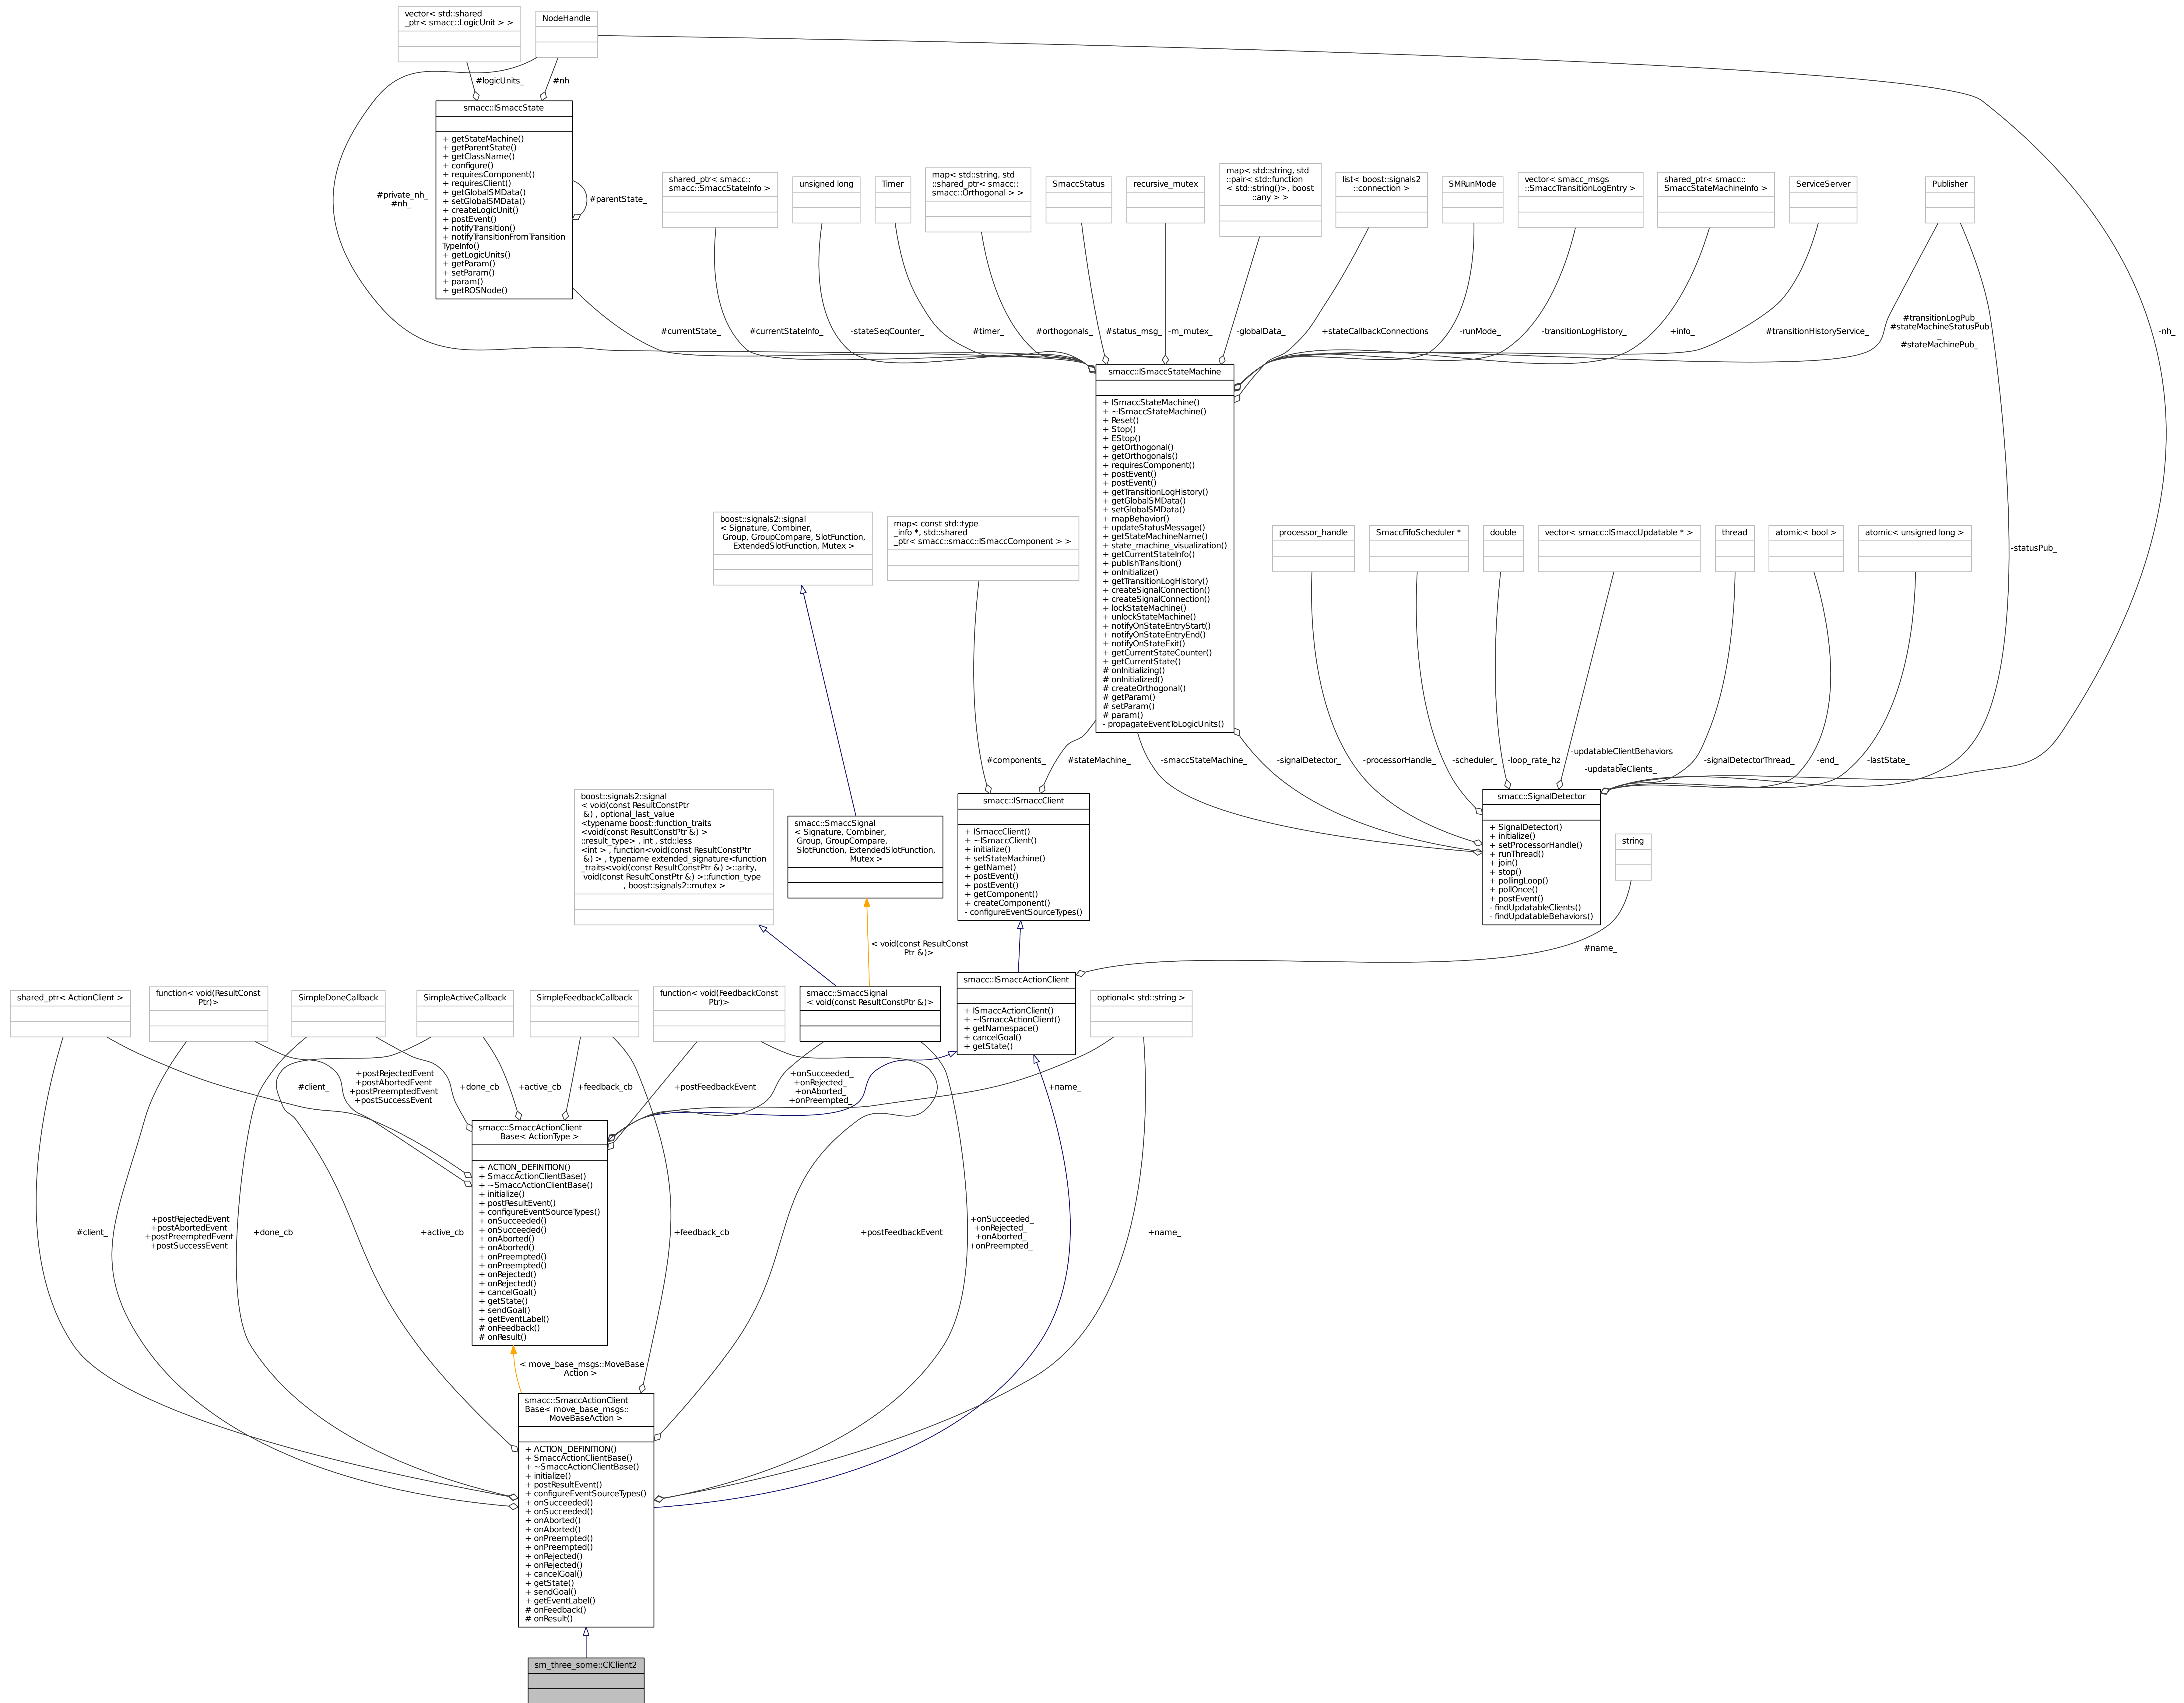 vector< std::shared
_ptr< smacc::LogicUnit > >
NodeHandle
#logicUnits_
#nh
smacc::ISmaccState
+ getStateMachine()
+ getParentState()
+ getClassName()
+ configure()
+ requiresComponent()
+ requiresClient()
+ getGlobalSMData()
+ setGlobalSMData()
+ createLogicUnit()
+ postEvent()
+ notifyTransition()
+ notifyTransitionFromTransition
TypeInfo()
+ getLogicUnits()
+ getParam()
+ setParam()
+ param()
+ getROSNode()
#private_nh_
#nh_
#parentState_
shared_ptr< smacc::
smacc::SmaccStateInfo >
unsigned long
Timer
map< std::string, std
::shared_ptr< smacc::
smacc::Orthogonal > >
SmaccStatus
recursive_mutex
map< std::string, std
::pair< std::function
< std::string()>, boost
::any > >
list< boost::signals2
::connection >
SMRunMode
vector< smacc_msgs
::SmaccTransitionLogEntry >
shared_ptr< smacc::
SmaccStateMachineInfo >
ServiceServer
Publisher
#currentState_
#currentStateInfo_
-stateSeqCounter_
#timer_
#orthogonals_
#status_msg_
-m_mutex_
-globalData_
+stateCallbackConnections
-runMode_
-transitionLogHistory_
+info_
#transitionHistoryService_
#transitionLogPub_
#stateMachineStatusPub
_
#stateMachinePub_
-nh_
smacc::ISmaccStateMachine
+ ISmaccStateMachine()
+ ~ISmaccStateMachine()
+ Reset()
+ Stop()
+ EStop()
+ getOrthogonal()
+ getOrthogonals()
+ requiresComponent()
+ postEvent()
+ postEvent()
+ getTransitionLogHistory()
+ getGlobalSMData()
+ setGlobalSMData()
+ mapBehavior()
+ updateStatusMessage()
+ getStateMachineName()
+ state_machine_visualization()
+ getCurrentStateInfo()
+ publishTransition()
+ onInitialize()
+ getTransitionLogHistory()
+ createSignalConnection()
+ createSignalConnection()
+ lockStateMachine()
+ unlockStateMachine()
+ notifyOnStateEntryStart()
+ notifyOnStateEntryEnd()
+ notifyOnStateExit()
+ getCurrentStateCounter()
+ getCurrentState()
# onInitializing()
# onInitialized()
# createOrthogonal()
# getParam()
# setParam()
# param()
- propagateEventToLogicUnits()
boost::signals2::signal
< Signature, Combiner,
Group, GroupCompare, SlotFunction,
ExtendedSlotFunction, Mutex >
map< const std::type
_info *, std::shared
_ptr< smacc::smacc::ISmaccComponent > >
processor_handle
SmaccFifoScheduler *
double
vector< smacc::ISmaccUpdatable * >
thread
atomic< bool >
atomic< unsigned long >
-statusPub_
#components_
#stateMachine_
-smaccStateMachine_
-signalDetector_
-processorHandle_
-scheduler_
-loop_rate_hz
-updatableClientBehaviors
_
-updatableClients_
-signalDetectorThread_
-end_
-lastState_
boost::signals2::signal
< void(const ResultConstPtr
&) , optional_last_value
<typename boost::function_traits
<void(const ResultConstPtr &) >
::result_type> , int , std::less
<int > , function<void(const ResultConstPtr
&) > , typename extended_signature<function
_traits<void(const ResultConstPtr &) >::arity,
void(const ResultConstPtr &) >::function_type
, boost::signals2::mutex >
smacc::SmaccSignal
< Signature, Combiner,
Group, GroupCompare,
SlotFunction, ExtendedSlotFunction,
Mutex >
smacc::ISmaccClient
+ ISmaccClient()
+ ~ISmaccClient()
+ initialize()
+ setStateMachine()
+ getName()
+ postEvent()
+ postEvent()
+ getComponent()
+ createComponent()
- configureEventSourceTypes()
smacc::SignalDetector
+ SignalDetector()
+ initialize()
+ setProcessorHandle()
+ runThread()
+ join()
+ stop()
+ pollingLoop()
+ pollOnce()
+ postEvent()
- findUpdatableClients()
- findUpdatableBehaviors()
string
< void(const ResultConst
Ptr &)>
#name_
shared_ptr< ActionClient >
function< void(ResultConst
Ptr)>
SimpleDoneCallback
SimpleActiveCallback
SimpleFeedbackCallback
function< void(FeedbackConst
Ptr)>
smacc::SmaccSignal
< void(const ResultConstPtr &)>
smacc::ISmaccActionClient
+ ISmaccActionClient()
+ ~ISmaccActionClient()
+ getNamespace()
+ cancelGoal()
+ getState()
optional< std::string >
#client_
+postRejectedEvent
+postAbortedEvent
+postPreemptedEvent
+postSuccessEvent
+done_cb
+active_cb
+feedback_cb
+postFeedbackEvent
+onSucceeded_
+onRejected_
+onAborted_
+onPreempted_
+name_
smacc::SmaccActionClient
Base< ActionType >
+ ACTION_DEFINITION()
+ SmaccActionClientBase()
+ ~SmaccActionClientBase()
+ initialize()
+ postResultEvent()
+ configureEventSourceTypes()
+ onSucceeded()
+ onSucceeded()
+ onAborted()
+ onAborted()
+ onPreempted()
+ onPreempted()
+ onRejected()
+ onRejected()
+ cancelGoal()
+ getState()
+ sendGoal()
+ getEventLabel()
# onFeedback()
# onResult()
#client_
+postRejectedEvent
+postAbortedEvent
+postPreemptedEvent
+postSuccessEvent
+done_cb
+active_cb
+feedback_cb
+postFeedbackEvent
+onSucceeded_
+onRejected_
+onAborted_
+onPreempted_
+name_
< move_base_msgs::MoveBase
Action >
smacc::SmaccActionClient
Base< move_base_msgs::
MoveBaseAction >
+ ACTION_DEFINITION()
+ SmaccActionClientBase()
+ ~SmaccActionClientBase()
+ initialize()
+ postResultEvent()
+ configureEventSourceTypes()
+ onSucceeded()
+ onSucceeded()
+ onAborted()
+ onAborted()
+ onPreempted()
+ onPreempted()
+ onRejected()
+ onRejected()
+ cancelGoal()
+ getState()
+ sendGoal()
+ getEventLabel()
# onFeedback()
# onResult()
sm_three_some::ClClient2